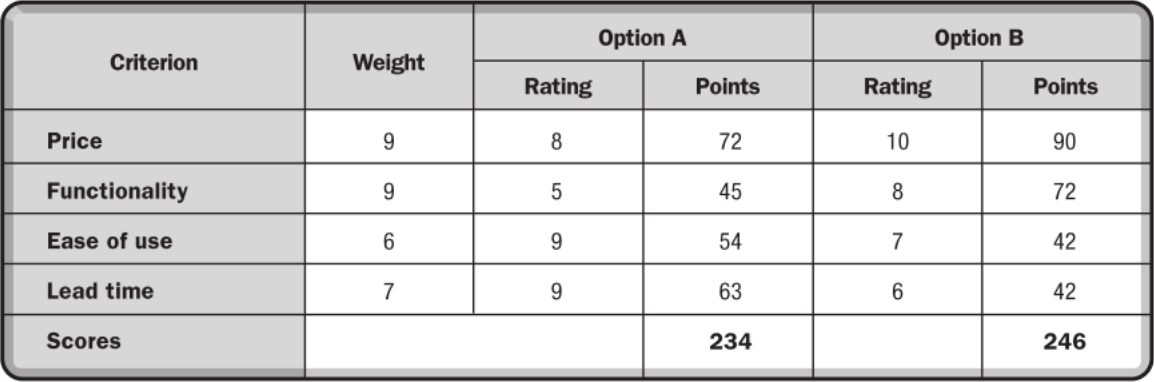 Criterion Weight Option A Option B
Rating Points Rating Points
Price 9 8 72 10 90
Functionality 9 5 45 8 72
Ease of use 6 9 54 7 42
Lead time 7 9 63 6 42
Scores 234 246